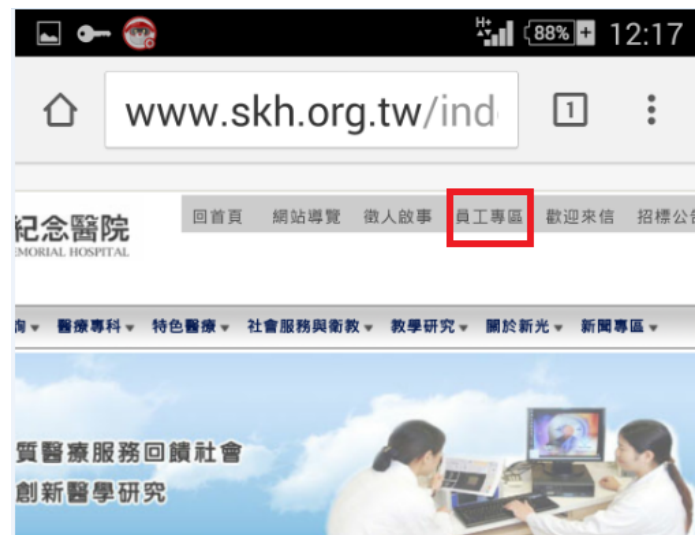 H+
88%
12:17
www.skh.org.tw/ind
1
紀念醫院
EMORIAL HOSPITAL
回首頁 網站導覽 徵人啟事 員工專區 歡迎來信 招標公告
詢 醫療專科 特色醫療 社會服務與衛教 教學研究 關於新光 新聞專區
質醫療服務回饋社會
創新醫學研究